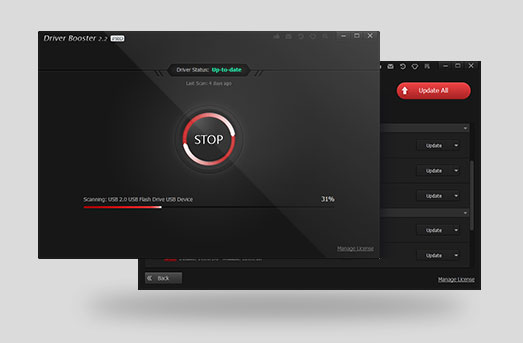 Driver Booster 2.2 PRO
Driver Status: Up-to-date
Last Scan: 4 days ago
STOP
Scanning: USB 2.0 USB Flash Drive USB Device
31%
Manage License
Update All
Update
Update
Update
Update
Back
Manage License